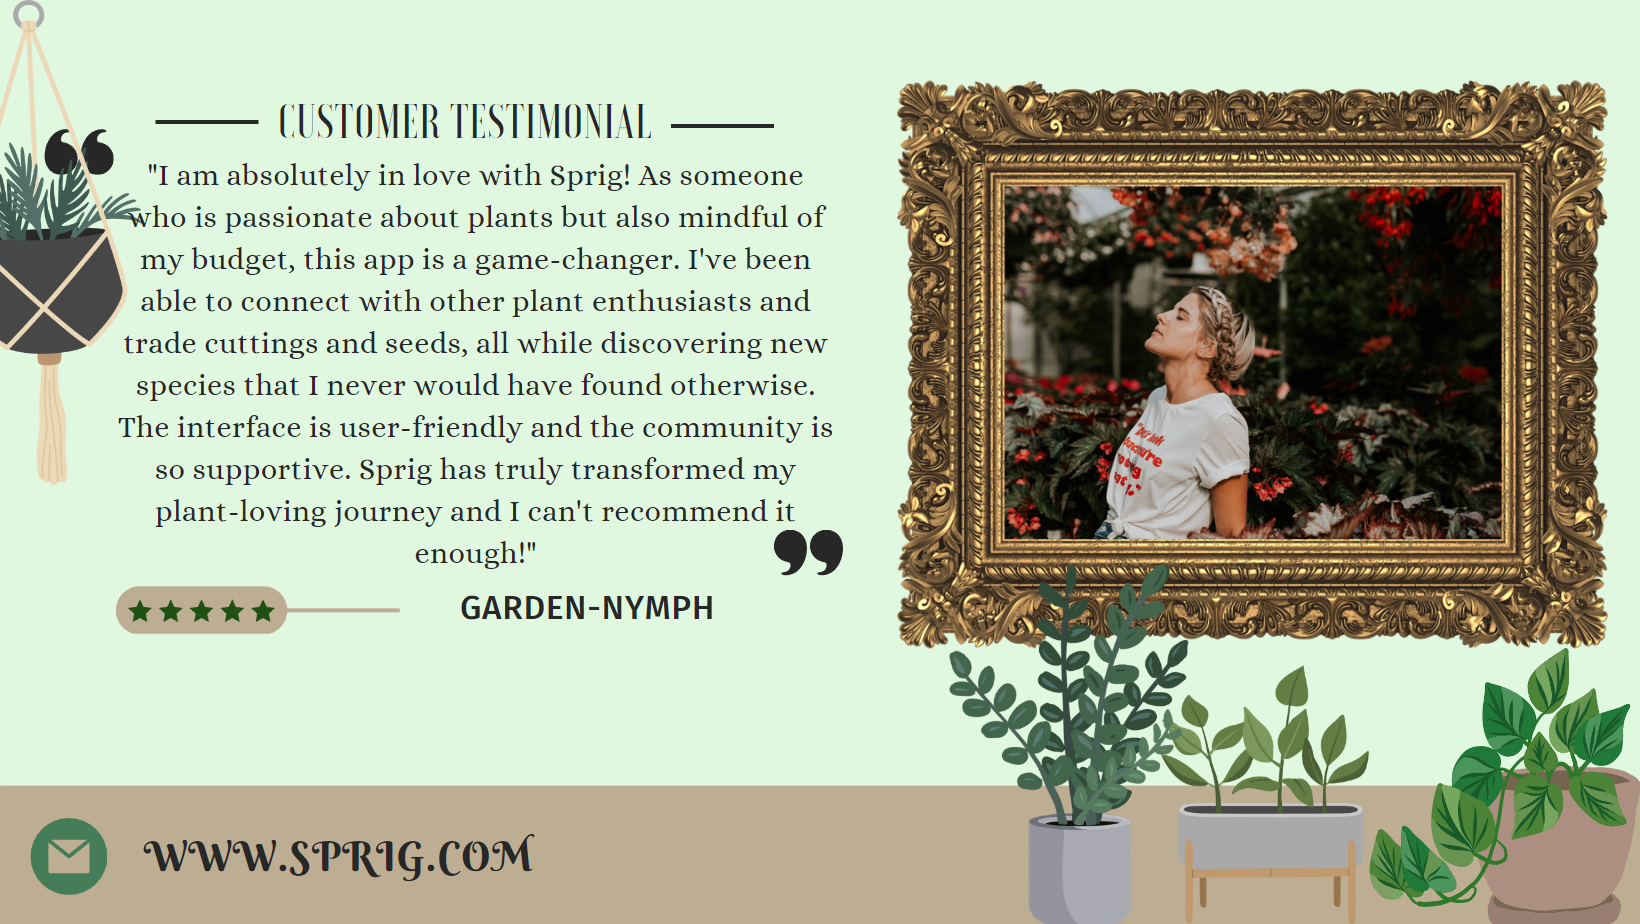 CUSTOMER TESTIMONIAL
"I am absolutely in love with Sprig! As someone
who is passionate about plants but also mindful of
my budget, this app is a game-changer. I've been
able to connect with other plant enthusiasts and
trade cuttings and seeds, all while discovering new
species that I never would have found otherwise.
The interface is user-friendly and the community is
so supportive. Sprig has truly transformed my
plant-loving journey and I can't recommend it
enough!"
GARDEN-NYMPH
WWW.SPRIG.COM